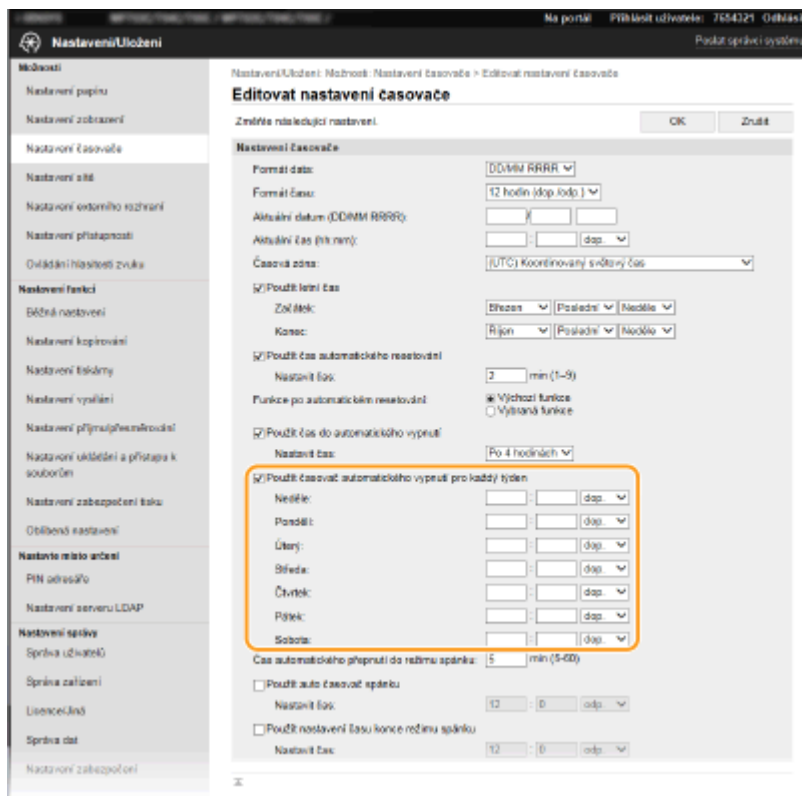 Na portál Přihlásit uživatele: 7654321 Odhlási
Nastavení/Uložení
Poslat správci systému
Možnosti
Nastavení papíru
Nastavení zobrazení
Nastavení časovače
Nastavení sítě
Nastavení externího rozhraní
Nastavení přístupnosti
Ovládání hlasitosti zvuku
Nastavení funkcí
Běžná nastavení
Nastavení kopírování
Nastavení tiskárny
Nastavení vysílání
Nastavení příjmu/přesměrování
Nastavení ukládání a přístupu k
souborům
Nastavení zabezpečení tisku
Oblíbená nastavení
Nastavte místo určení
PIN adresáře
Nastavení serveru LDAP
Nastavení správy
Správa uživatelů
Správa zařízení
Licence/Jiná
Správa dat
Nastavení zabezpečení
Nastavení/Uložení: Možnosti: Nastavení časovače > Editovat nastavení časovače
Editovat nastavení časovače
Změňte následující nastavení.
OK
Zrušit
Nastavení časovače
Formát data: DD/MM RRRR
Formát času: 12 hodin (dop./odp.)
Aktuální datum (DD/MM RRRR): /
Aktuální čas (hh:mm): : dop.
Časová zóna: (UTC) Koordinovaný světový čas
Použít letní čas
Začátek: Březen Poslední Neděle
Konec: Říjen Poslední Neděle
Použít čas automatického resetování
Nastavit čas: 2 min (1–9)
Funkce po automatickém resetování: Výchozí funkce
Vybraná funkce
Použít čas do automatického vypnutí
Nastavit čas: Po 4 hodinách
Použít časovač automatického vypnutí pro každý týden
Neděle: : dop.
Pondělí: : dop.
Úterý: : dop.
Středa: : dop.
Čtvrtek: : dop.
Pátek: : dop.
Sobota: : dop.
Čas automatického přepnutí do režimu spánku: 5 min (5-60)
Použít auto časovač spánku
Nastavit čas: 12 : 0 odp.
Použít nastavení času konce režimu spánku
Nastavit čas: 12 : 0 odp.